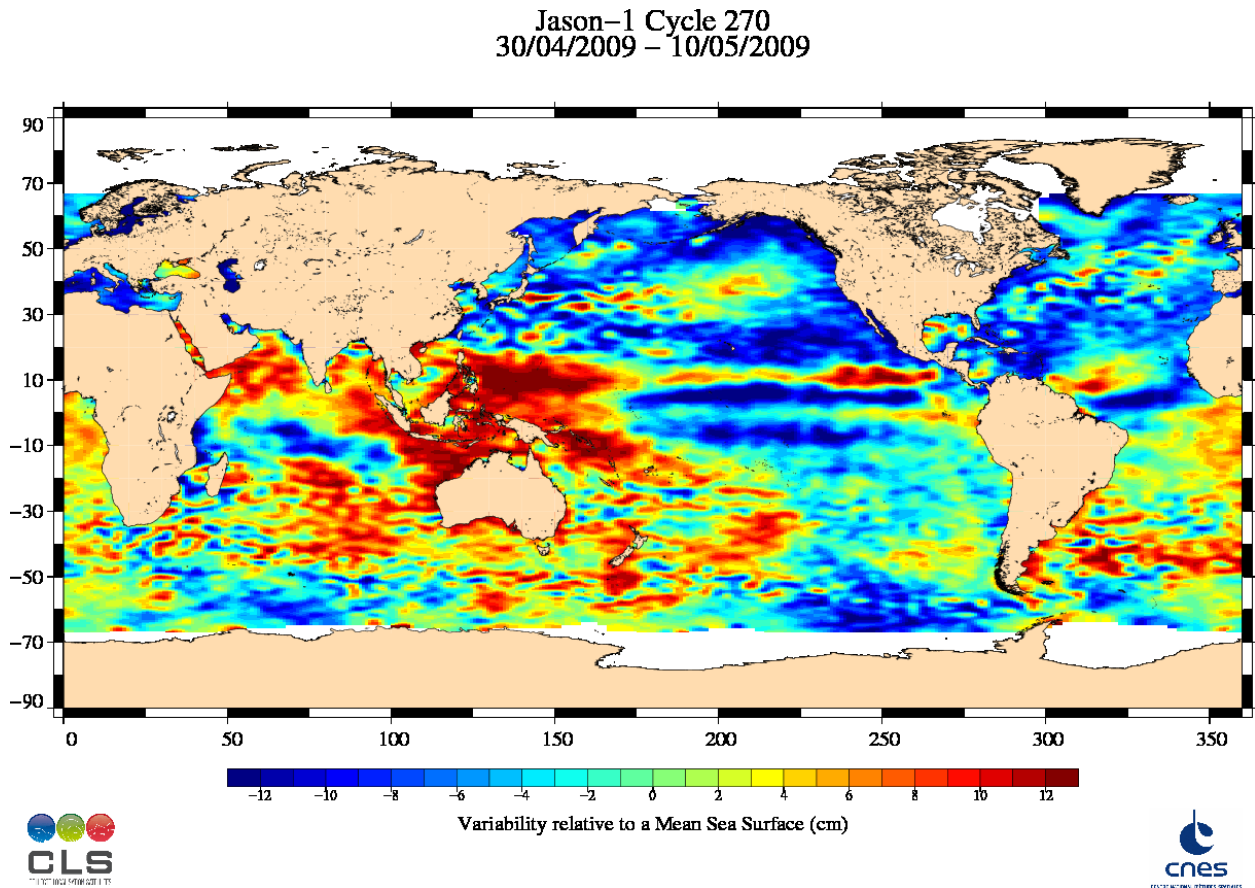 Jason−1 Cycle 270
30/04/2009 − 10/05/2009
90
70
50
30
10
−10
−30
−50
−70
−90
0 50 100 150 200 250 300 350
−12 −10 −8 −6 −4 −2 0 2 4 6 8 10 12
Variability relative to a Mean Sea Surface (cm)
CLS
cnes